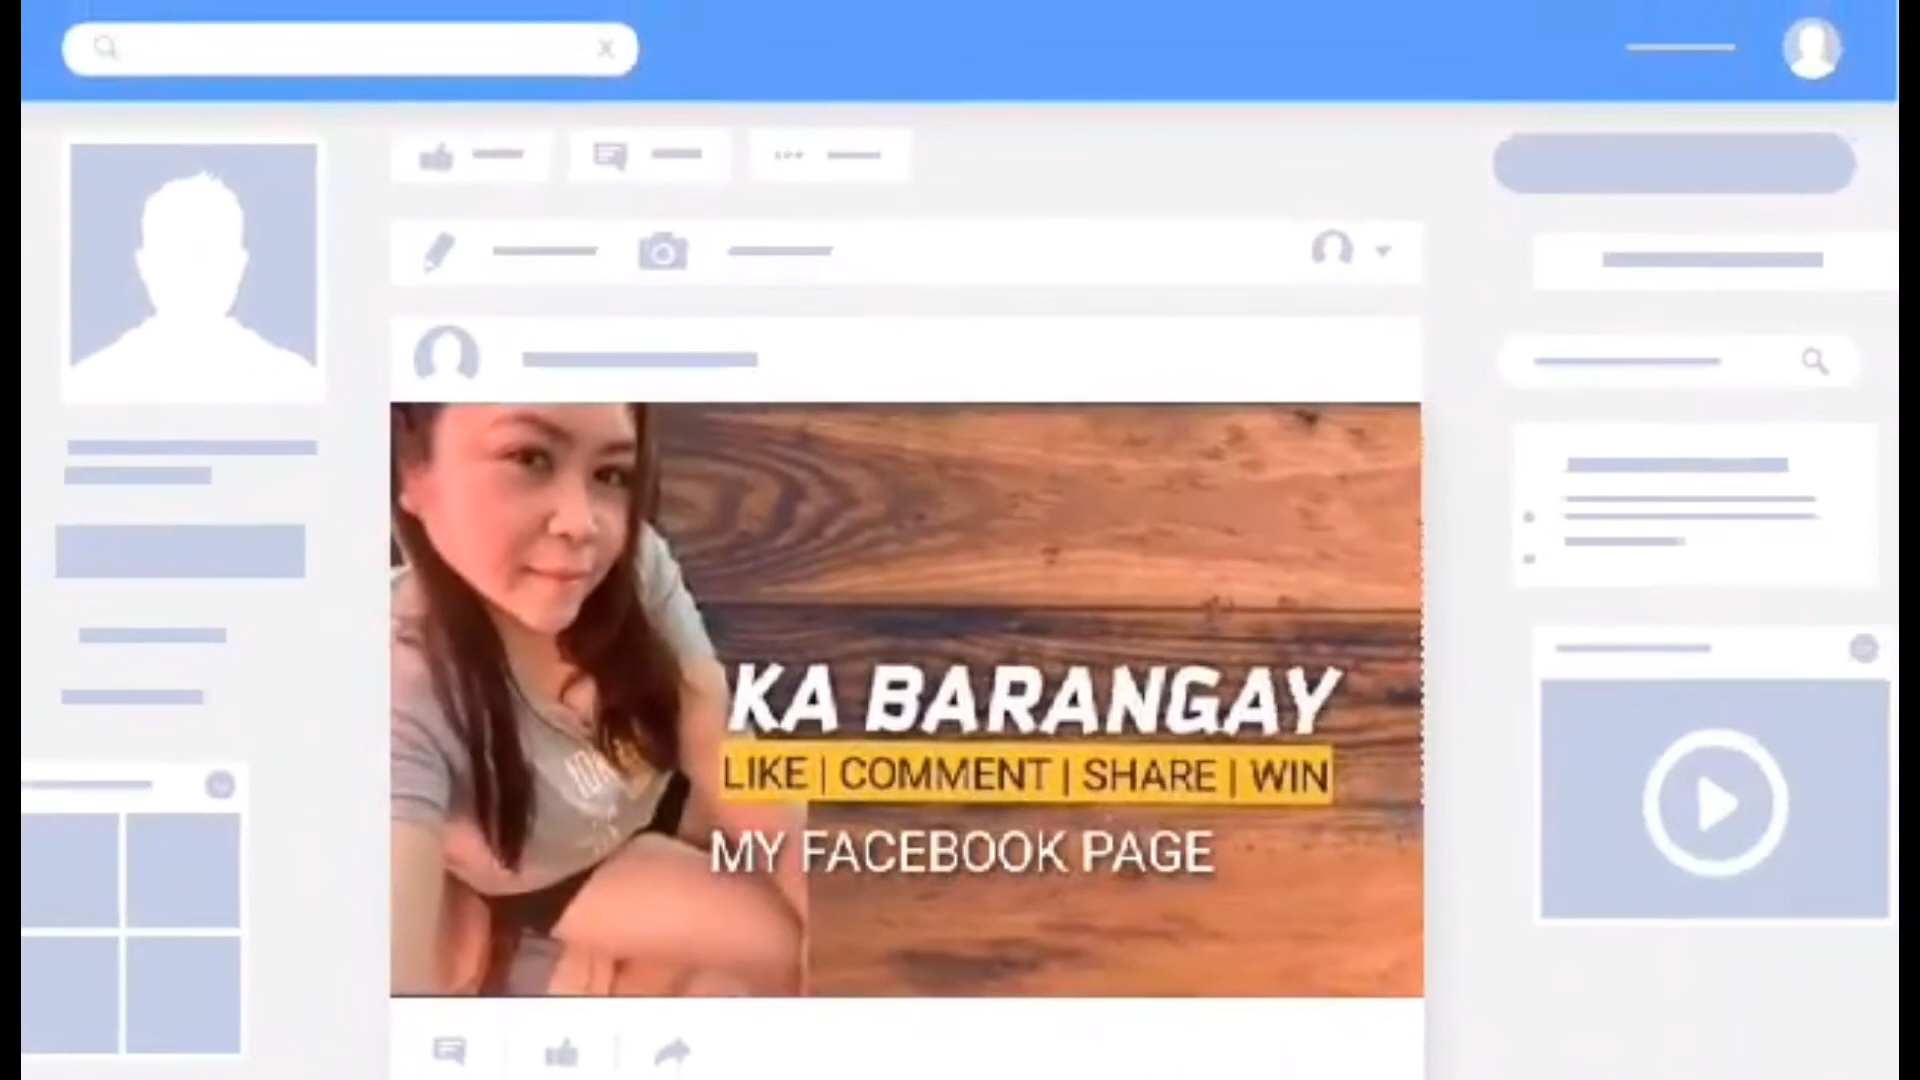 KA BARANGAY
LIKE | COMMENT | SHARE | WIN
MY FACEBOOK PAGE